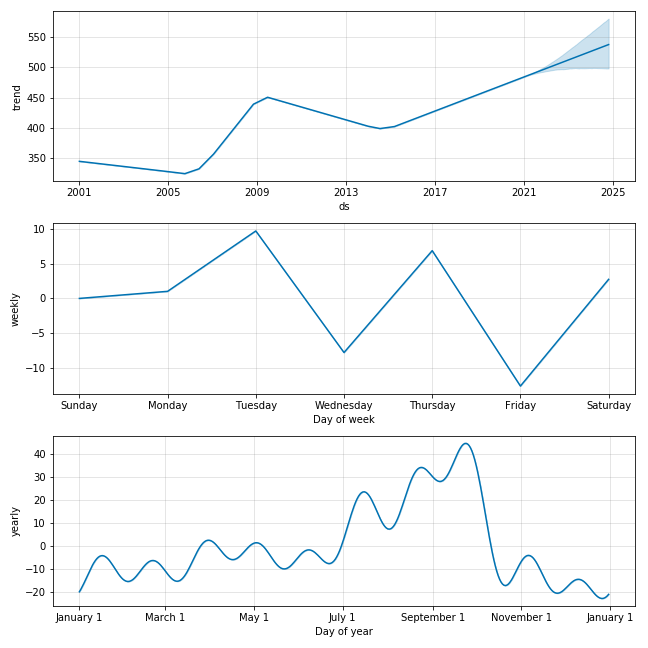 550
500
450
400
350
trend
2001 2005 2009 2013 2017 2021 2025
ds
10
5
0
−5
−10
weekly
Sunday Monday Tuesday Wednesday Thursday Friday Saturday
Day of week
40
30
20
10
0
−10
−20
yearly
January 1 March 1 May 1 July 1 September 1 November 1 January 1
Day of year